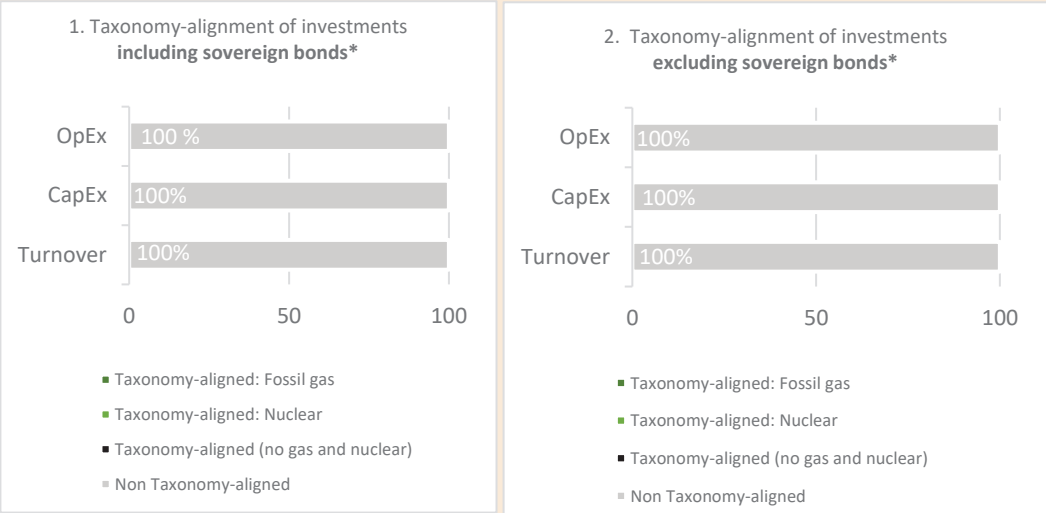 1. Taxonomy-alignment of investments
including sovereign bonds*
OpEx
100 %
CapEx
100%
Turnover
100%
0 50 100
Taxonomy-aligned: Fossil gas
Taxonomy-aligned: Nuclear
Taxonomy-aligned (no gas and nuclear)
Non Taxonomy-aligned
2. Taxonomy-alignment of investments
excluding sovereign bonds*
OpEx
100%
CapEx
100%
Turnover
100%
0 50 100
Taxonomy-aligned: Fossil gas
Taxonomy-aligned: Nuclear
Taxonomy-aligned (no gas and nuclear)
Non Taxonomy-aligned